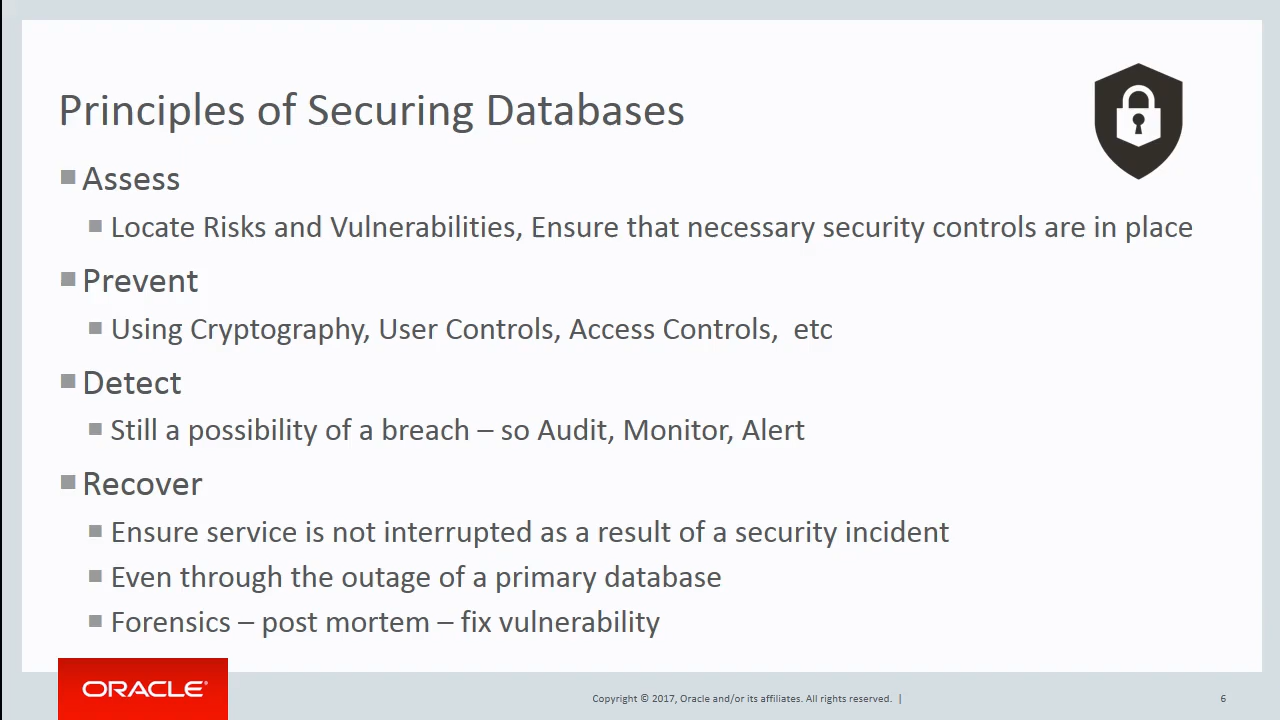 Principles of Securing Databases
Assess
Locate Risks and Vulnerabilities, Ensure that necessary security controls are in place
Prevent
Using Cryptography, User Controls, Access Controls,  etc
Detect
Still a possibility of a breach – so Audit, Monitor, Alert
Recover
Ensure service is not interrupted as a result of a security incident
Even through the outage of a primary database
Forensics – post mortem – fix vulnerability
ORACLE®
Copyright © 2017, Oracle and/or its affiliates. All rights reserved. |
6